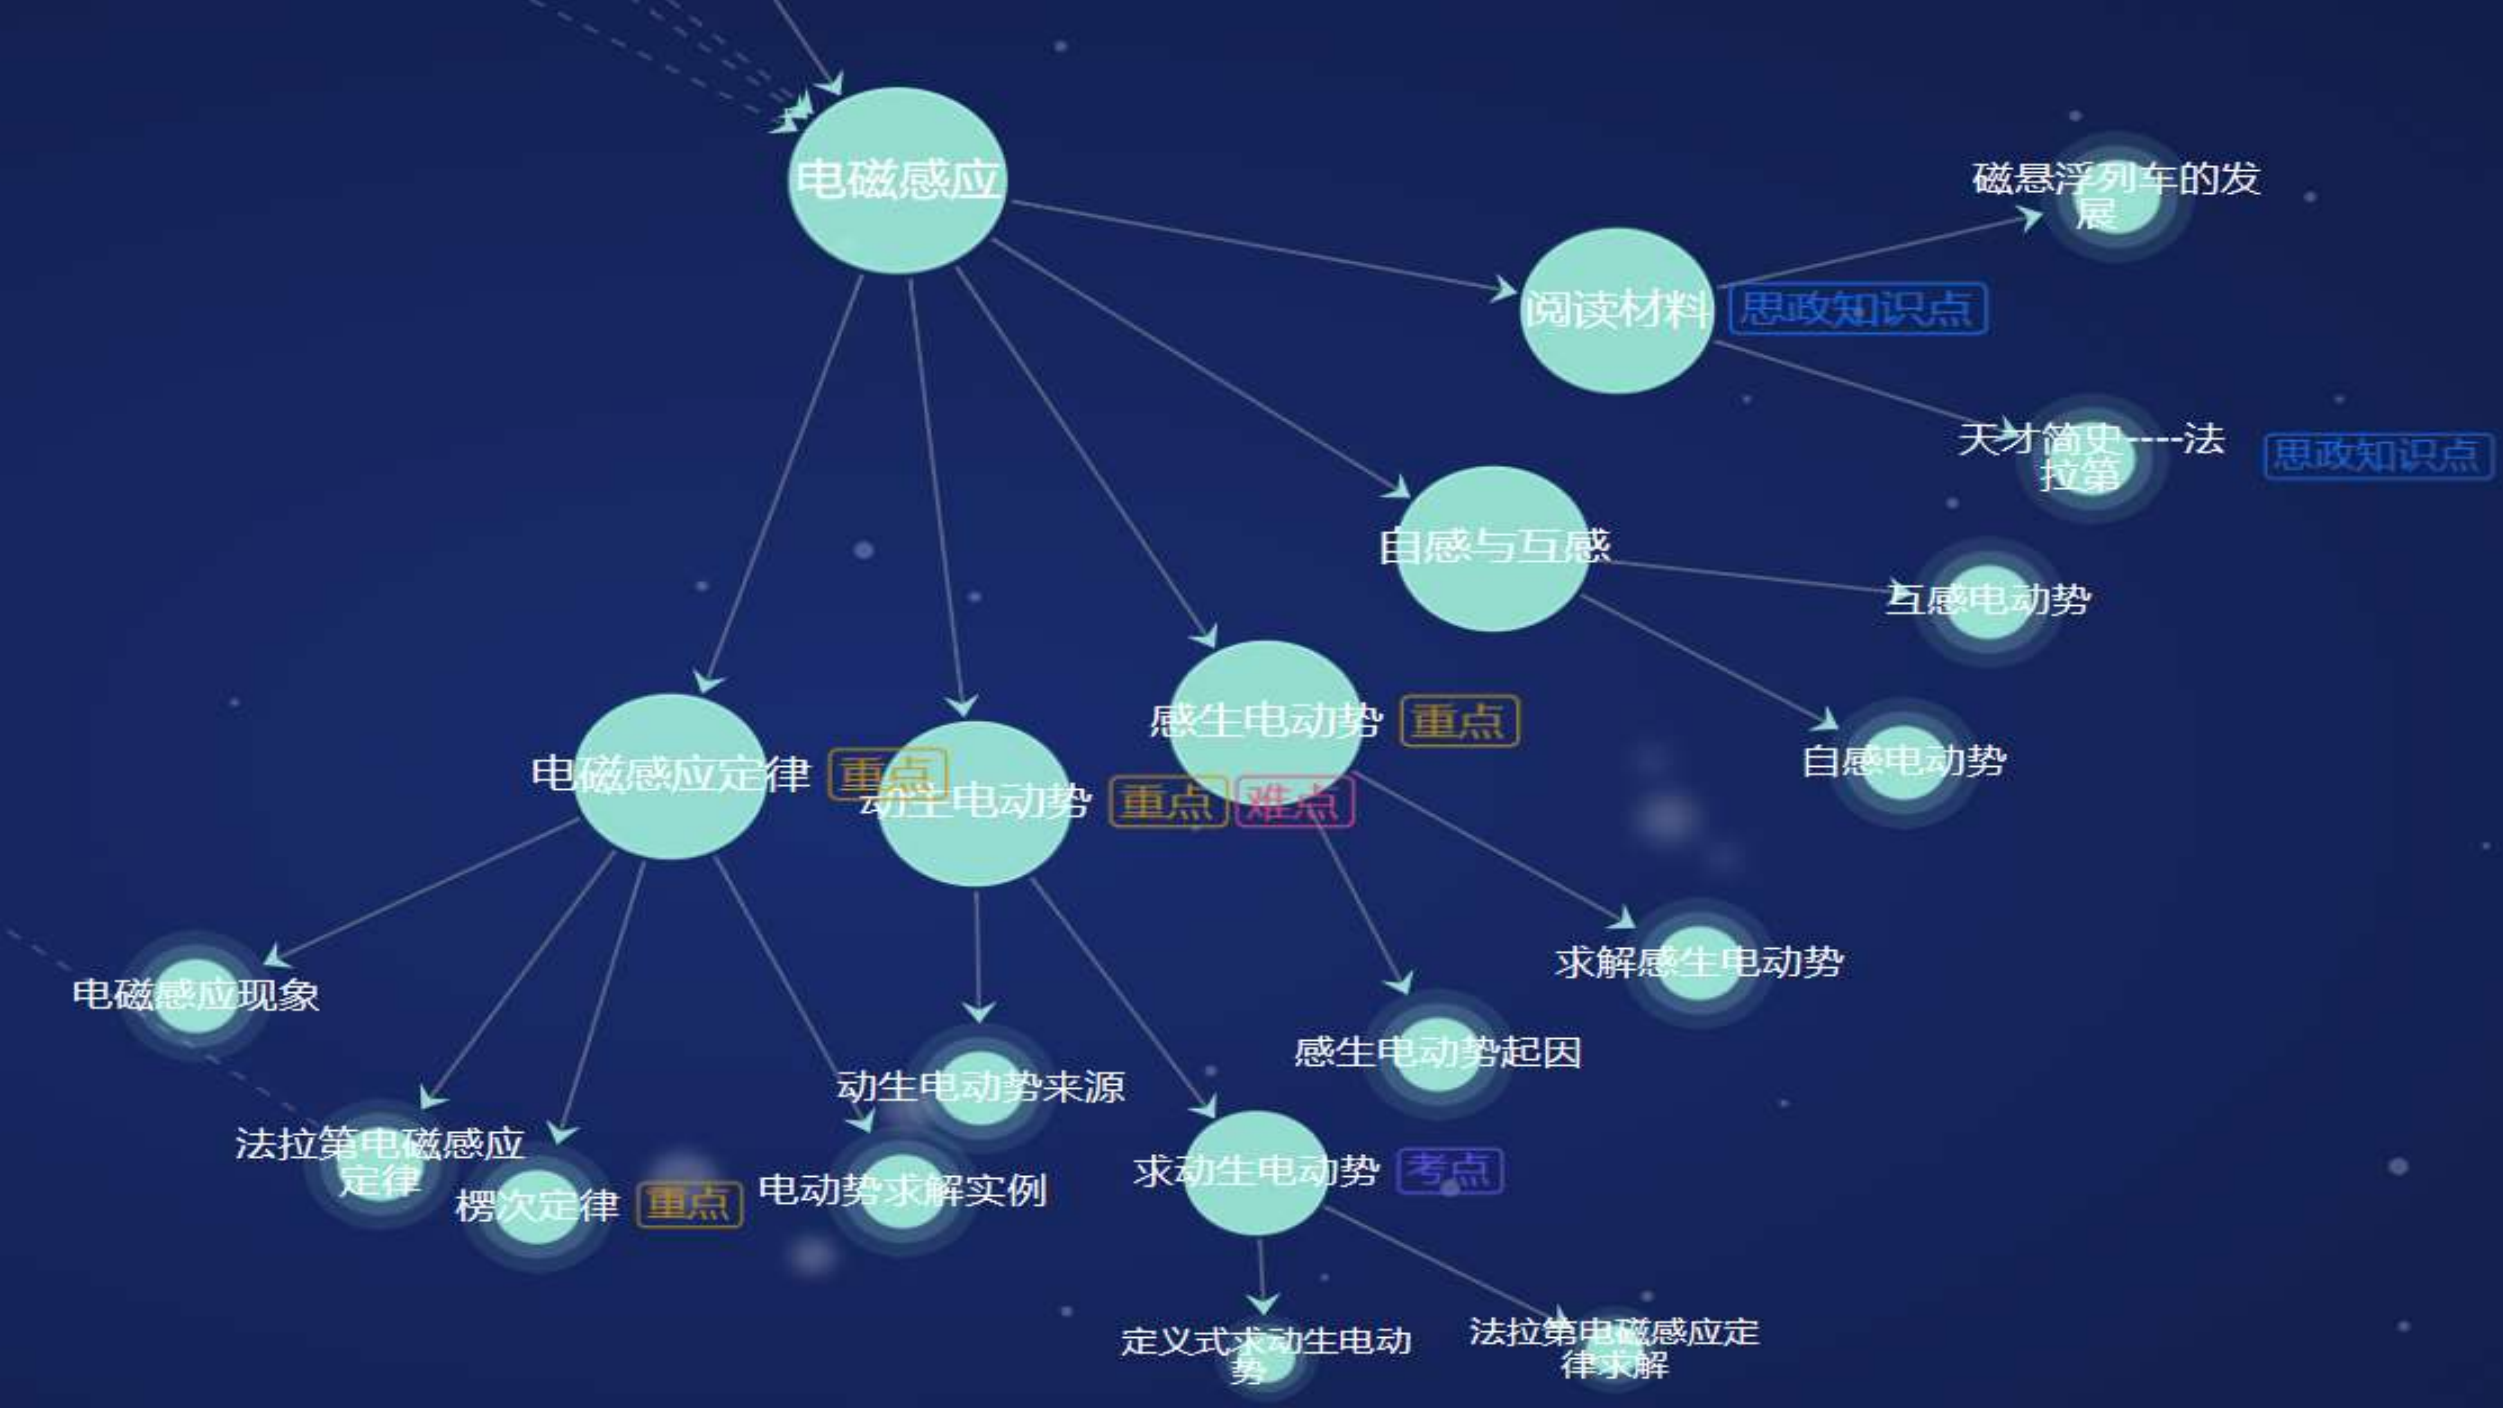 电磁感应
磁悬浮列车的发
展
阅读材料
思政知识点
天才简史----法
拉第
思政知识点
自感与互感
互感电动势
自感电动势
感生电动势
重点
电磁感应定律
重点
动生电动势
重点
难点
求解感生电动势
电磁感应现象
感生电动势起因
动生电动势来源
法拉第电磁感应
定律
楞次定律
重点
电动势求解实例
求动生电动势
考点
定义式求动生电动
势
法拉第电磁感应定
律求解